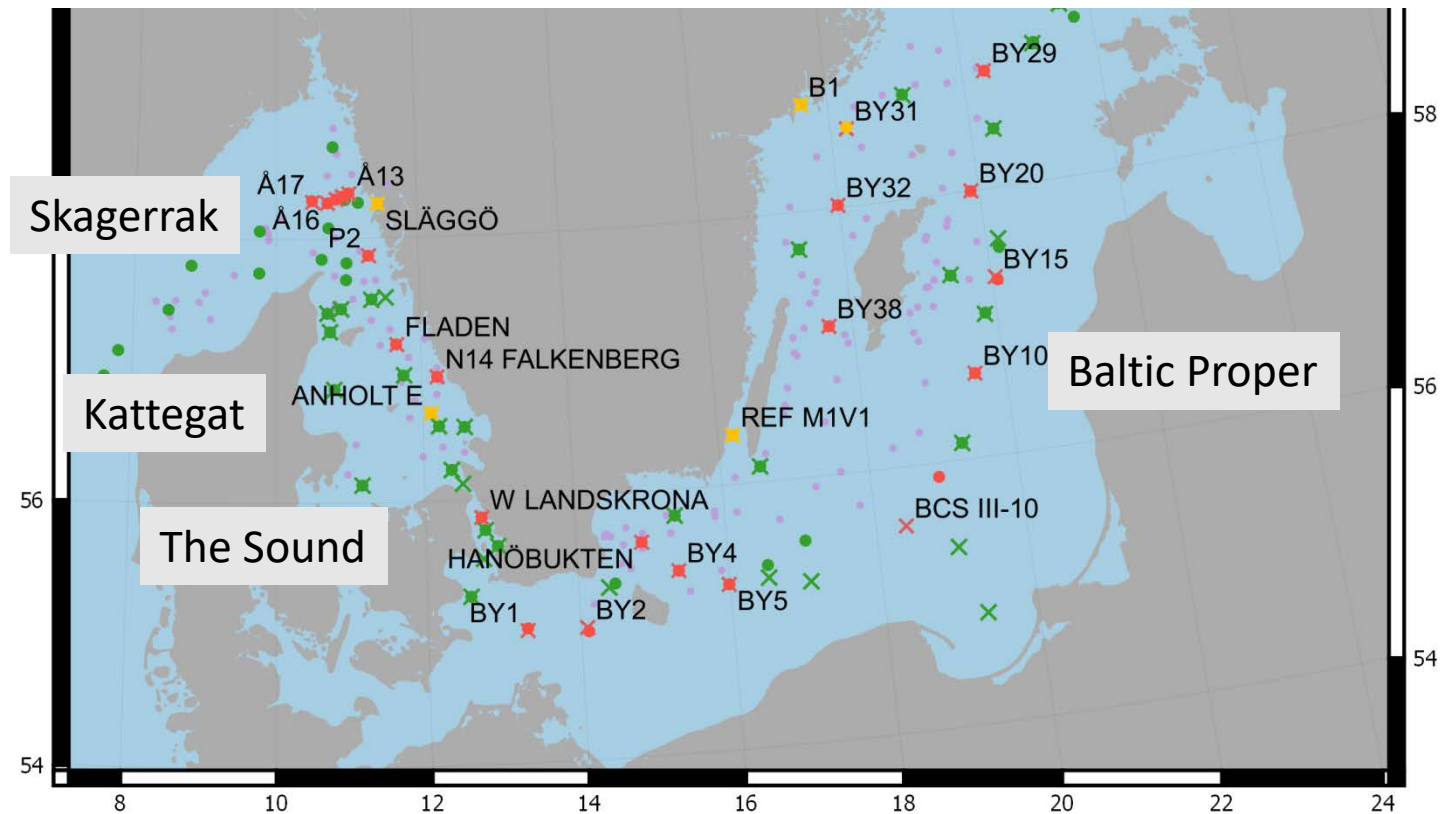 BY29
B1
BY31
58
Å17
Å13
BY20
Skagerrak
BY32
Å16
SLÄGGÖ
P2
BY15
FLADEN
BY38
N14 FALKENBERG
BY10
Baltic Proper
ANHOLT E
56
Kattegat
REF M1V1
56
W LANDSKRONA
BCS III-10
The Sound
HANÖBUKTEN
BY4
BY1
BY2
BY5
54
54
8 10 12 14 16 18 20 22 24